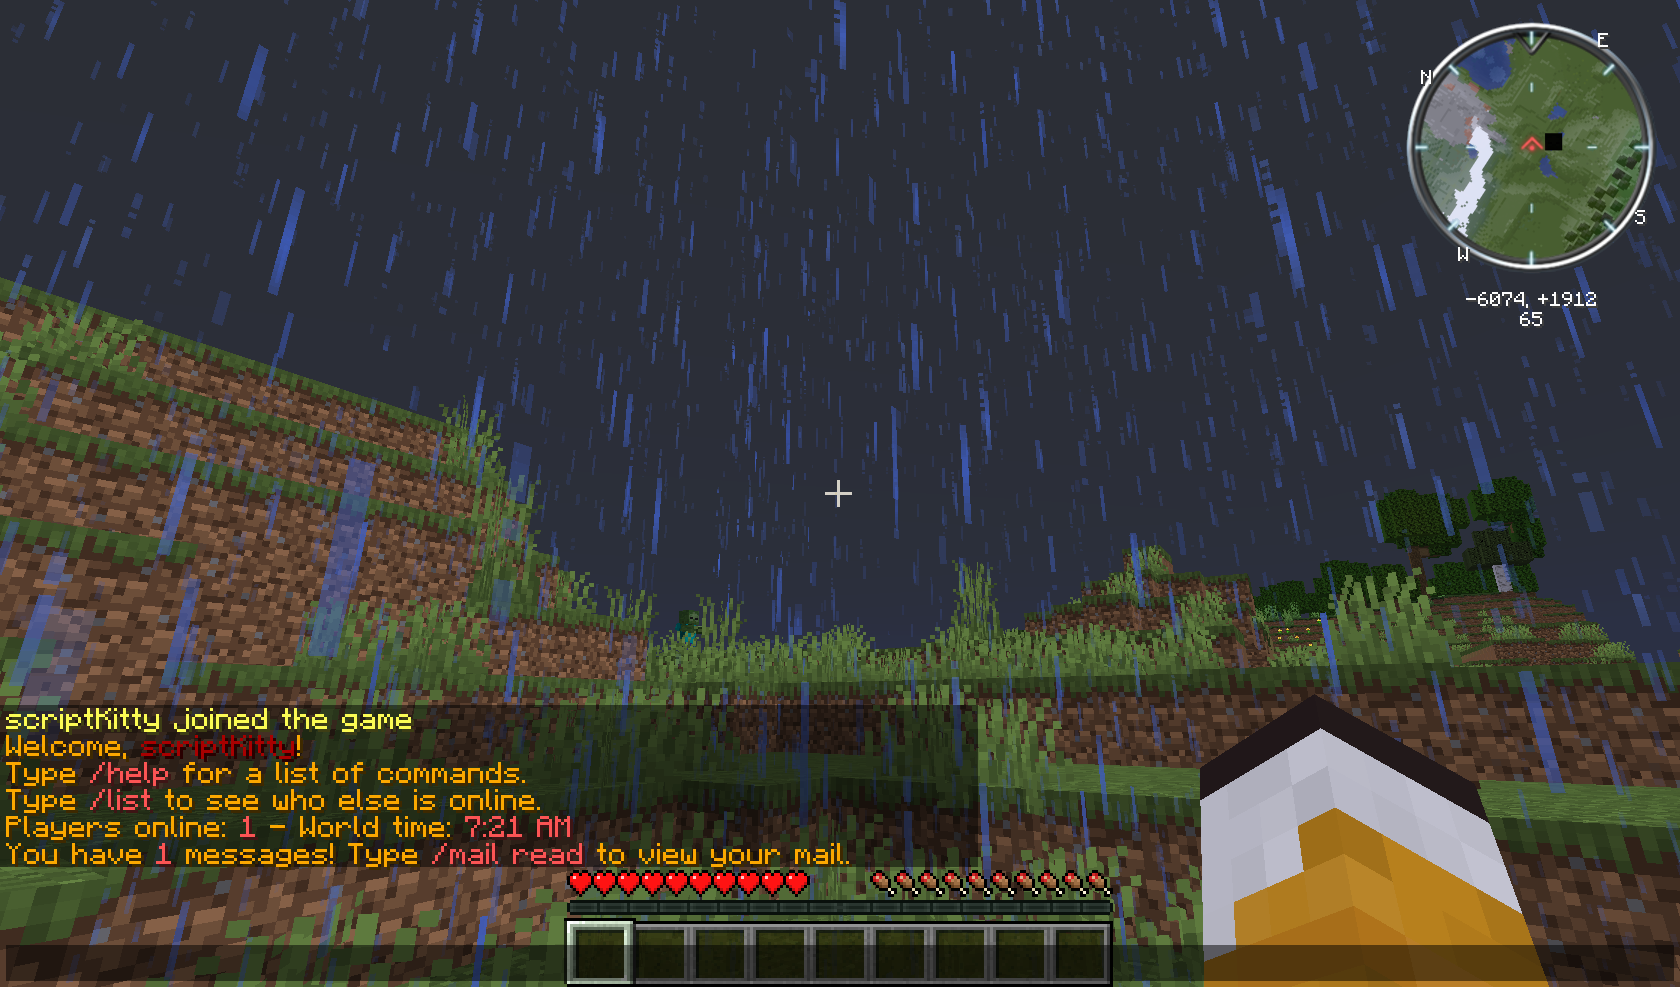 N
E
S
W
-6074, +1912
65
scriptKitty joined the game
Welcome, scriptKitty!
Type /help for a list of commands.
Type /list to see who else is online.
Players online: 1 - World time: 7:21 AM
You have 1 messages! Type /mail read to view your mail.